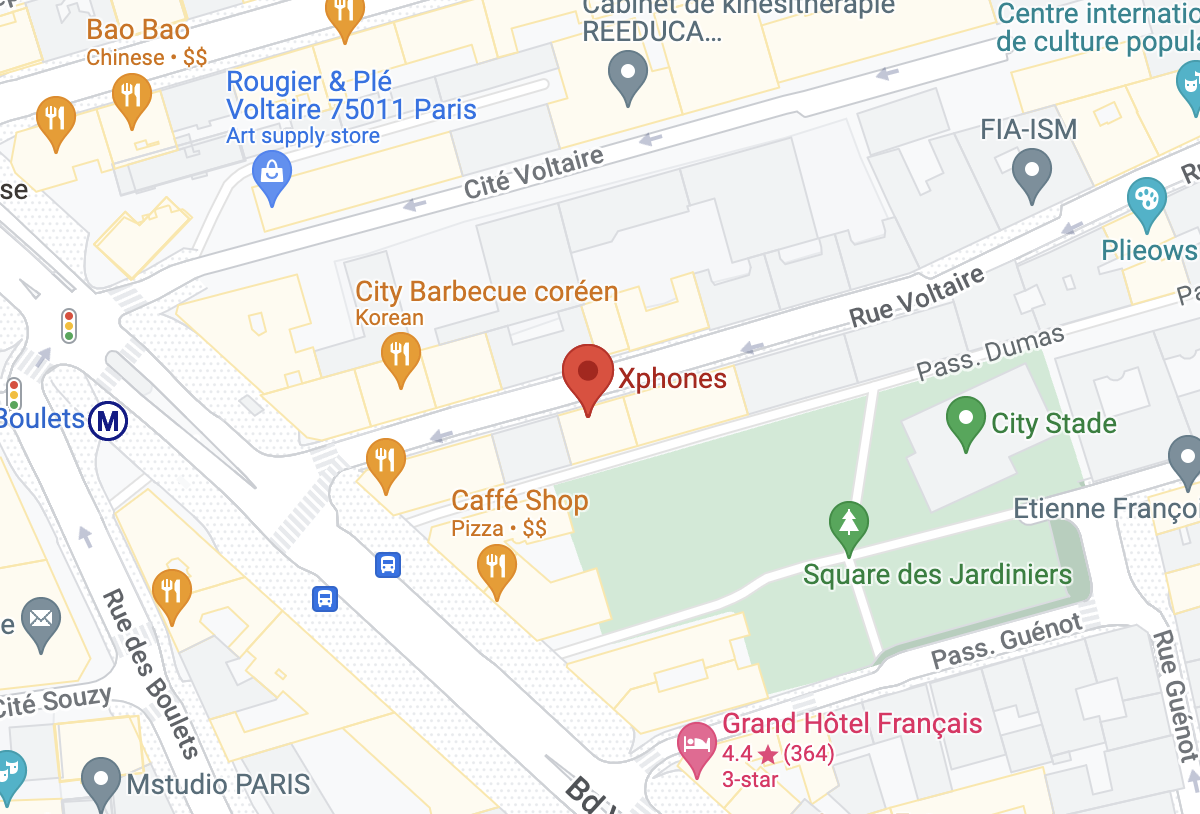 Cabinet de kinésithérapie
REEDUCA...
Centre
de culture
Bao Bao
Chinese • $$
Rougier & Plé
Voltaire 75011 Paris
Art supply store
Cité Voltaire
FIA-ISM
se
Plieows
City Barbecue coréen
Korean
Rue Voltaire
Xphones
Pass. Dumas
Boulets
M
City Stade
Caffé Shop
Pizza • $$
Etienne
Square des Jardiniers
Rue des Boulets
e
Pass. Guénot
Rue Guénot
Cité Souzy
Grand Hôtel Français
4.4 ★ (364)
3-star
Mstudio PARIS
Bd